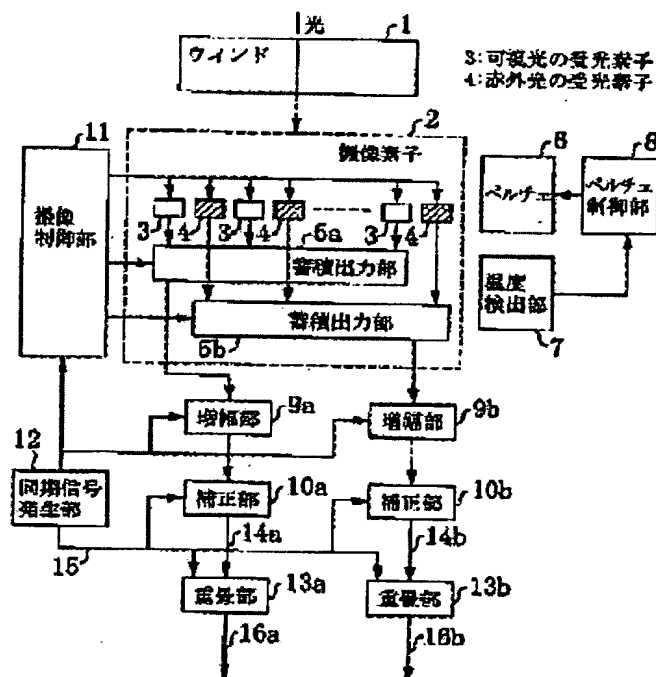 光
1
ウインド
3:可視光の受光素子
4:赤外光の受光素子
2
11
撮像素子
撮像
制御部
6
8
ペルチェ
ペルチェ
制御部
3
4
3
4
3
4
5a
蓄積出力部
温度
検出部
蓄積出力部
5b
7
増幅部
9a
増幅部
9b
12
同期信号
発生部
補正部
10a
補正部
10b
15
14a
14b
重畳部
13a
重畳部
13b
16a
16b